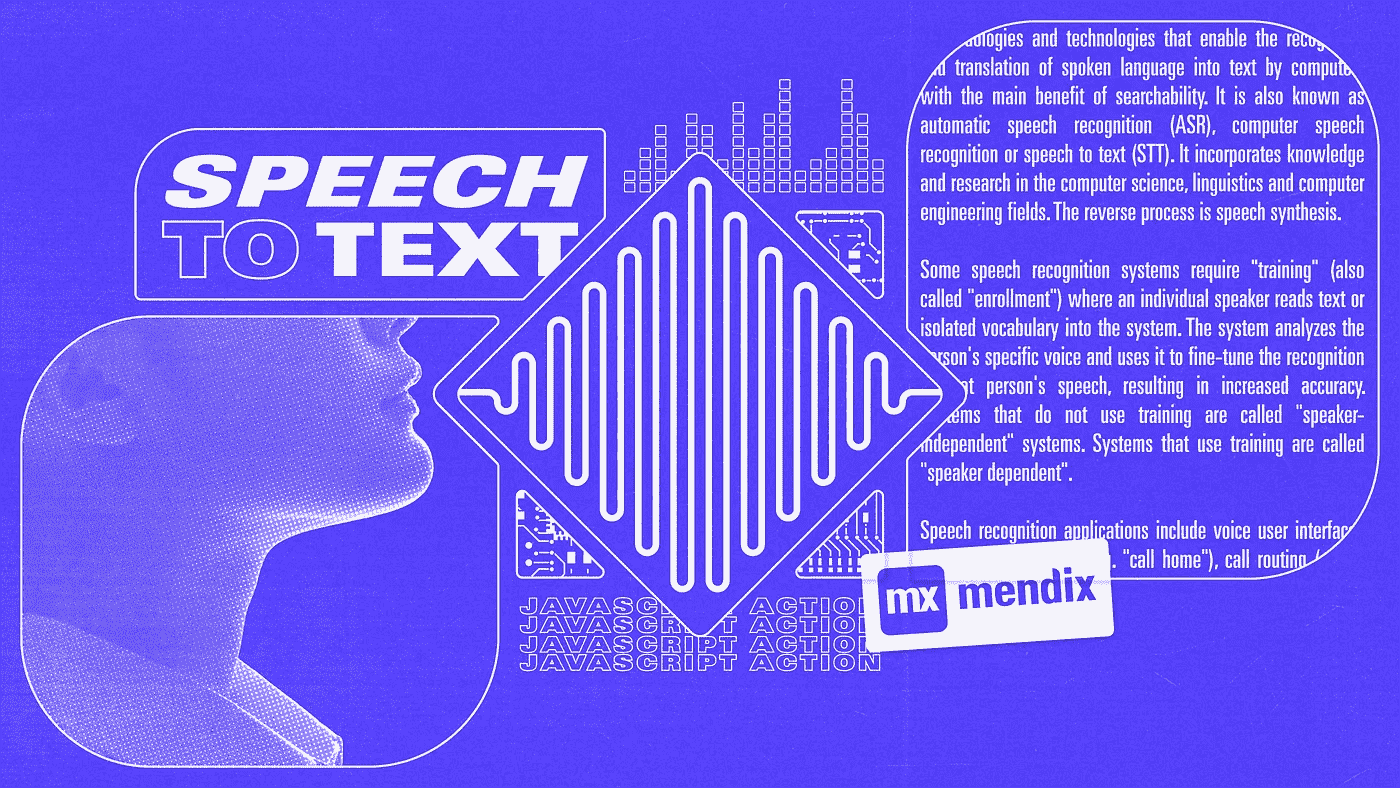 SPEECH
TO TEXT
technologies that enable the
translation of spoken language into text by
with the main benefit of searchability. It is also known as
automatic speech recognition (ASR), computer speech
recognition or speech to text (STT). It incorporates knowledge
and research in the computer science, linguistics and computer
engineering fields. The reverse process is speech synthesis.
Some speech recognition systems require "training" (also
called "enrollment") where an individual speaker reads text or
isolated vocabulary into the system. The system analyzes the
person's specific voice and uses it to fine-tune the recognition
person's speech, resulting in increased accuracy.
that do not use training are called "speaker-
independent" systems. Systems that use training are called
"speaker dependent".
Speech recognition applications include voice user
"call home"), call routing
JAVASCRIPT ACTION
JAVASCRIPT ACTION
JAVASCRIPT ACTION
JAVASCRIPT ACTION
mx mendix